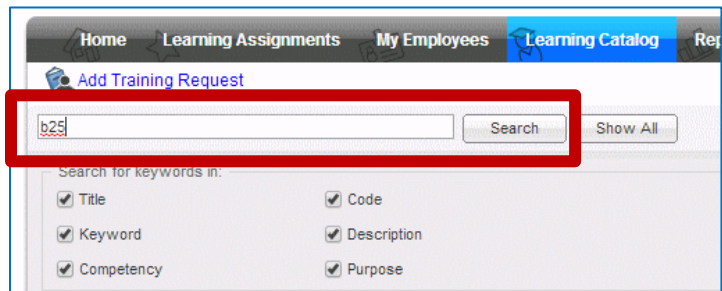 Home Learning Assignments My Employees Learning Catalog Rep
Add Training Request
b25 Search Show All
Search for keywords in:
Title Code
Keyword Description
Competency Purpose